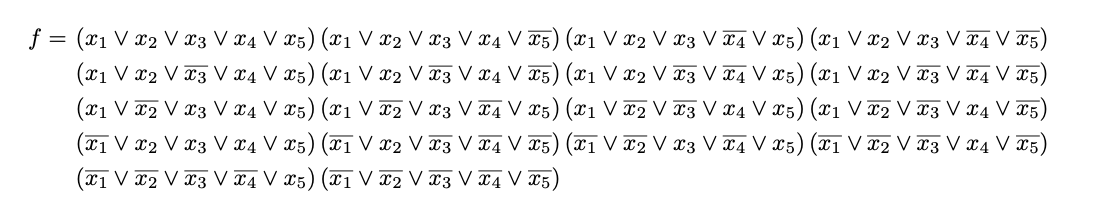 f = (x₁ ∨ x₂ ∨ x₃ ∨ x₄ ∨ x₅) (x₁ ∨ x₂ ∨ x₃ ∨ x₄ ∨ x̅₅) (x₁ ∨ x₂ ∨ x₃ ∨ x̅₄ ∨ x₅) (x₁ ∨ x₂ ∨ x₃ ∨ x̅₄ ∨ x̅₅)
(x₁ ∨ x₂ ∨ x̅₃ ∨ x₄ ∨ x₅) (x₁ ∨ x₂ ∨ x̅₃ ∨ x₄ ∨ x̅₅) (x₁ ∨ x₂ ∨ x̅₃ ∨ x̅₄ ∨ x₅) (x₁ ∨ x₂ ∨ x̅₃ ∨ x̅₄ ∨ x̅₅)
(x₁ ∨ x̅₂ ∨ x₃ ∨ x₄ ∨ x₅) (x₁ ∨ x̅₂ ∨ x₃ ∨ x̅₄ ∨ x₅) (x₁ ∨ x̅₂ ∨ x̅₃ ∨ x₄ ∨ x₅) (x₁ ∨ x̅₂ ∨ x̅₃ ∨ x₄ ∨ x̅₅)
(x̅₁ ∨ x₂ ∨ x₃ ∨ x₄ ∨ x₅) (x̅₁ ∨ x₂ ∨ x̅₃ ∨ x̅₄ ∨ x̅₅) (x̅₁ ∨ x̅₂ ∨ x₃ ∨ x̅₄ ∨ x₅) (x̅₁ ∨ x̅₂ ∨ x̅₃ ∨ x₄ ∨ x̅₅)
(x̅₁ ∨ x̅₂ ∨ x̅₃ ∨ x̅₄ ∨ x₅) (x̅₁ ∨ x̅₂ ∨ x̅₃ ∨ x̅₄ ∨ x̅₅)